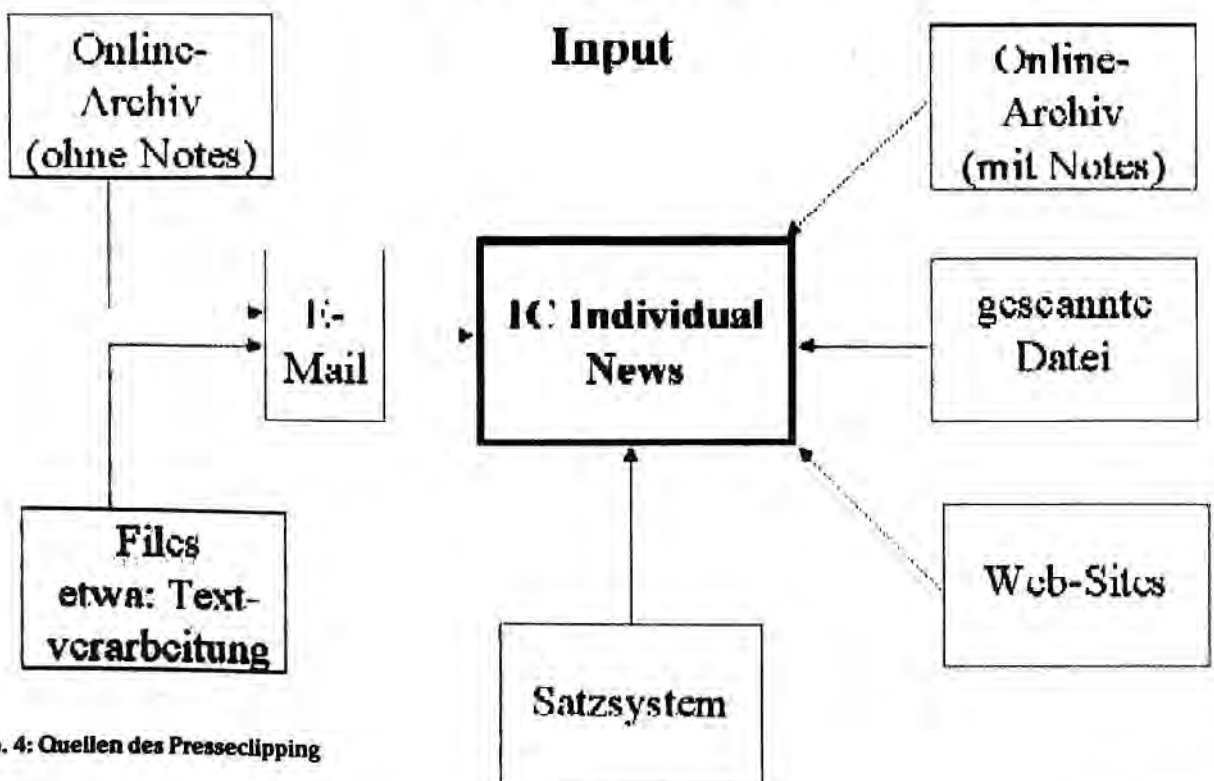 Input
Online-
Archiv
(ohne Notes)
Online-
Archiv
(mit Notes)
E-
Mail
IC Individual
News
gescannte
Datei
Files
etwa: Text-
verarbeitung
Web-Sites
Satzsystem
. 4: Quellen des Presseclipping